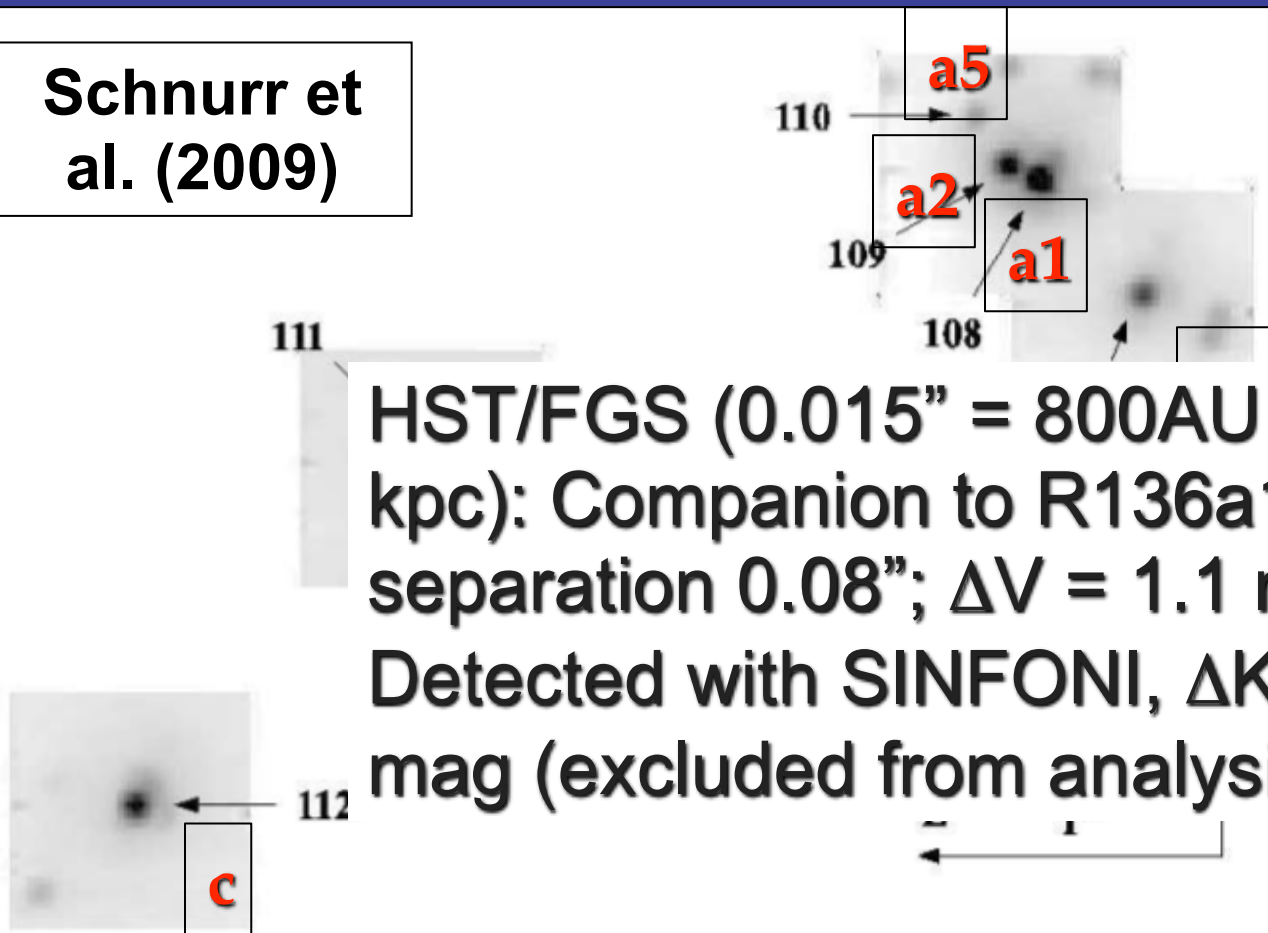 Schnurr et
al. (2009)
a5
110
a2
109
a1
108
111
HST/FGS (0.015” = 800AU
kpc): Companion to R136a1
separation 0.08”; ΔV = 1.1
Detected with SINFONI, ΔK
mag (excluded from analysi
112
c